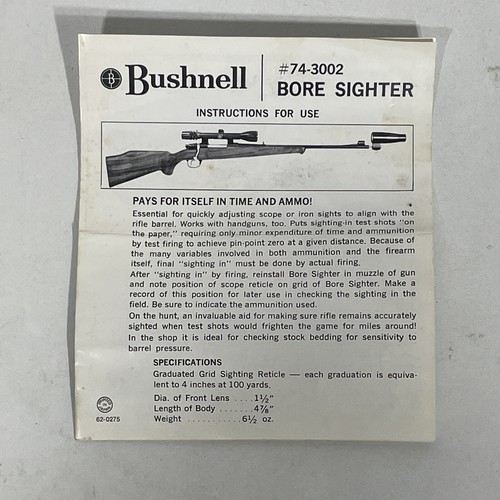 Bushnell
#74-3002
BORE SIGHTER
INSTRUCTIONS FOR USE
PAYS FOR ITSELF IN TIME AND AMMO!
Essential for quickly adjusting scope or iron sights to align with the
rifle barrel. Works with handguns, too. Puts sighting-in test shots "on
the paper," requiring only minor expenditure of time and ammunition
by test firing to achieve pin-point zero at a given distance. Because of
the many variables involved in both ammunition and the firearm
itself, final "sighting in" must be done by actual firing.
After "sighting in" by firing, reinstall Bore Sighter in muzzle of gun
and note position of scope reticle on grid of Bore Sighter. Make a
record of this position for later use in checking the sighting in the
field. Be sure to indicate the ammunition used.
On the hunt, an invaluable aid for making sure rifle remains accurately
sighted when test shots would frighten the game for miles around!
In the shop it is ideal for checking stock bedding for sensitivity to
barrel pressure.
SPECIFICATIONS
Graduated Grid Sighting Reticle — each graduation is equiva-
lent to 4 inches at 100 yards.
Dia. of Front Lens ....1½"
Length of Body ........4⅞"
Weight ...........6½ oz.
62-0275